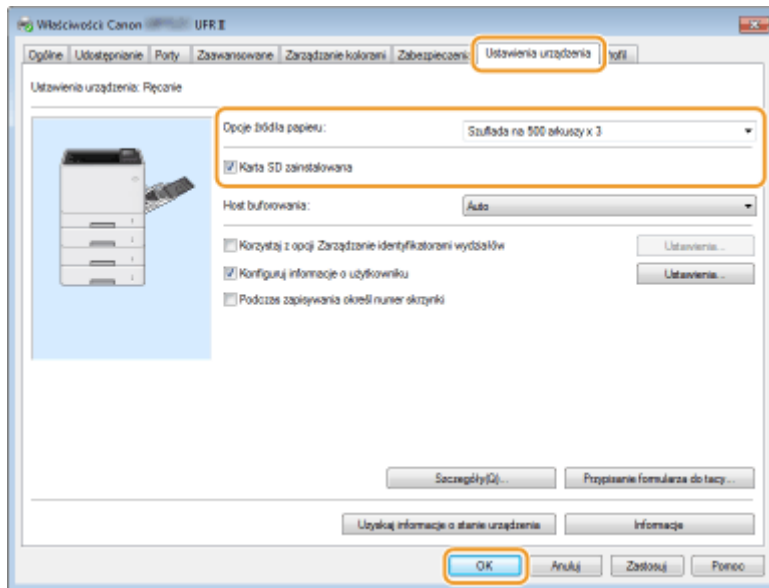 Właściwości: Canon UFR II
Ogólne Udostępnianie Porty Zaawansowane Zarządzanie kolorami Zabezpieczenia Ustawienia urządzenia Profil
Ustawienia urządzenia: Ręcznie
Opcje źródła papieru: Szuflada na 500 arkuszy x 3
Karta SD zainstalowana
Host buforowania: Auto
Korzystaj z opcji Zarządzanie identyfikatorami wydziałów Ustawienia...
Konfiguruj informacje o użytkowniku Ustawienia...
Podczas zapisywania określ numer skrzynki
Szczegóły(Q)... Przypisanie formularza do tacy...
Uzyskaj informacje o stanie urządzenia Informacje
OK Anuluj Zastosuj Pomoc